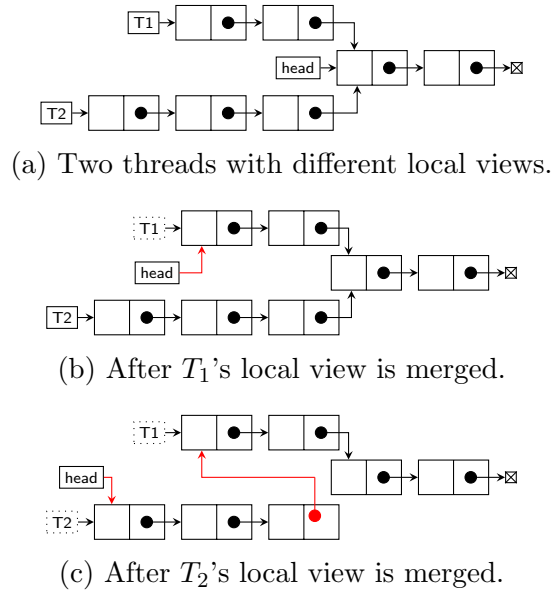 T1
head
T2
(a) Two threads with different local views.
T1
head
T2
(b) After T₁'s local view is merged.
T1
head
T2
(c) After T₂'s local view is merged.